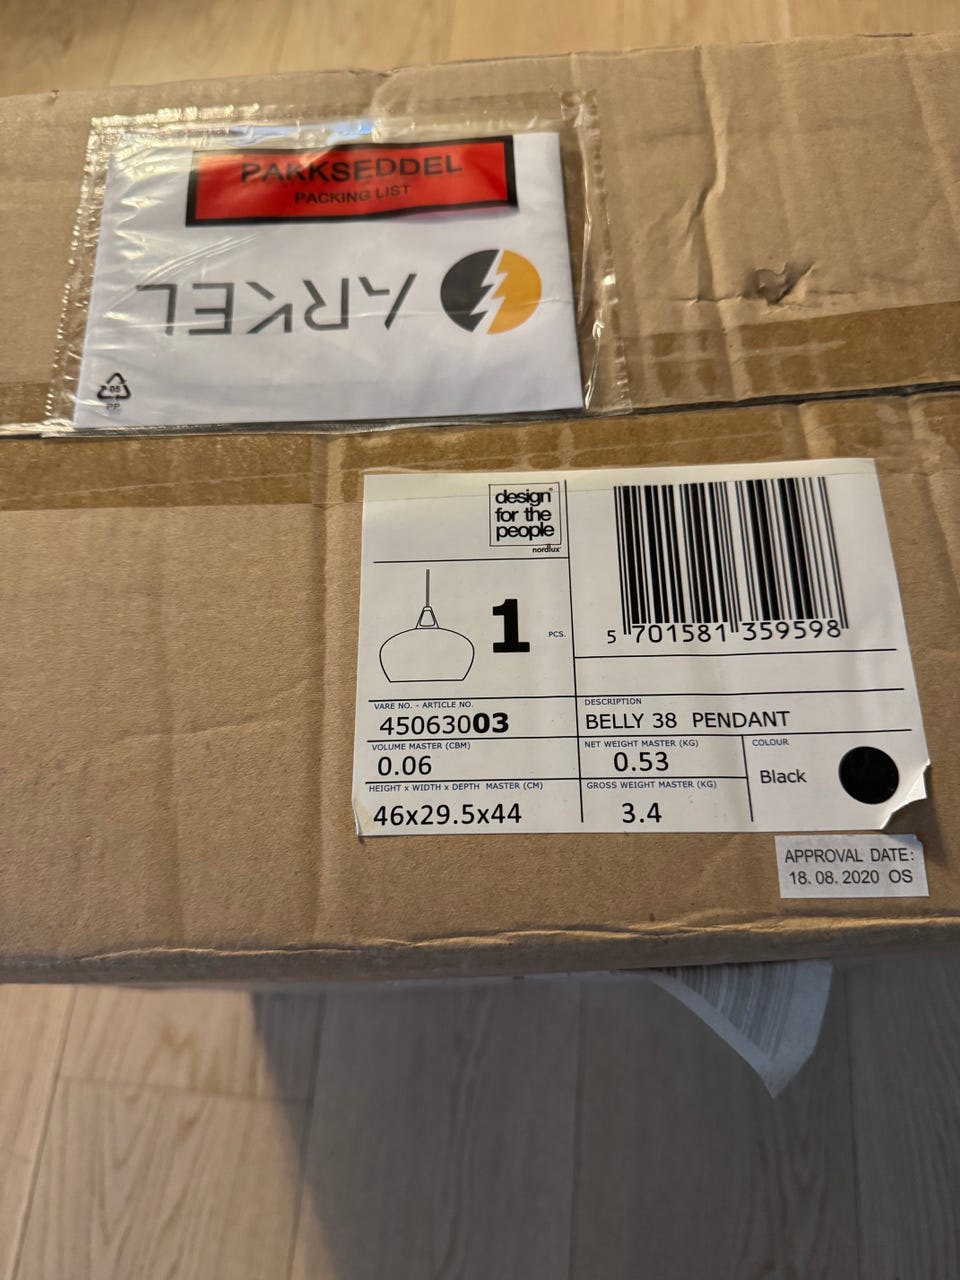 PAKKSEDDEL
PACKING LIST
ARKEL
05
PP
design®
for the
people
nordlux®
1 PCS.
5 701581 359598
VARE NO. - ARTICLE NO.
45063003
DESCRIPTION
BELLY 38 PENDANT
VOLUME MASTER (CBM)
0.06
NET WEIGHT MASTER (KG)
0.53
COLOUR
Black
HEIGHT x WIDTH x DEPTH MASTER (CM)
46x29.5x44
GROSS WEIGHT MASTER (KG)
3.4
APPROVAL DATE:
18.08.2020 OS